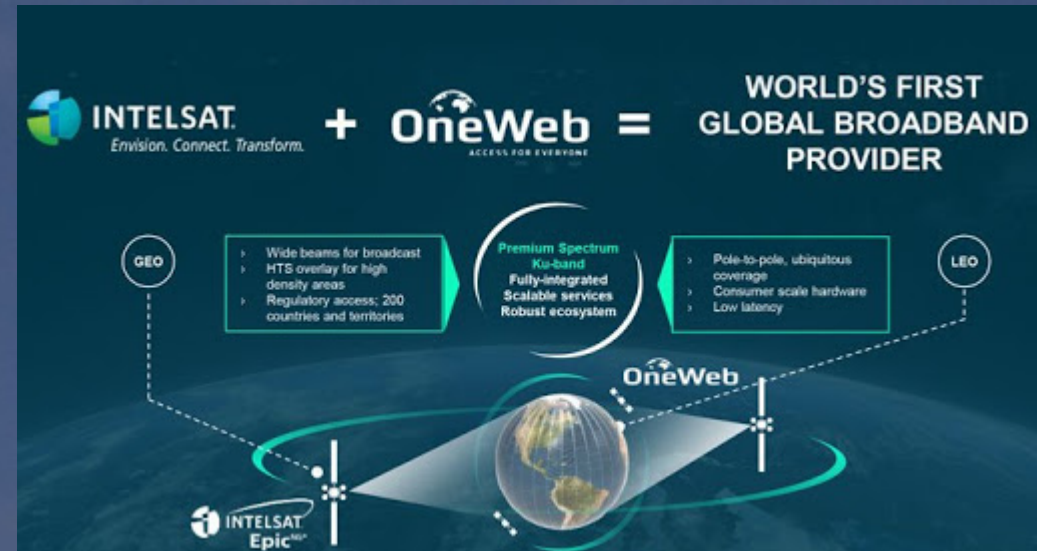 INTELSAT.
Envision. Connect. Transform.
+
OneWeb
ACCESS FOR EVERYONE
=
WORLD'S FIRST
GLOBAL BROADBAND
PROVIDER
GEO
› Wide beams for broadcast
› HTS overlay for high
density areas
› Regulatory access; 200
countries and territories
Premium Spectrum
Ku-band
Fully-integrated
Scalable services
Robust ecosystem
› Pole-to-pole, ubiquitous
coverage
› Consumer scale hardware
› Low latency
LEO
OneWeb
INTELSAT
Epic